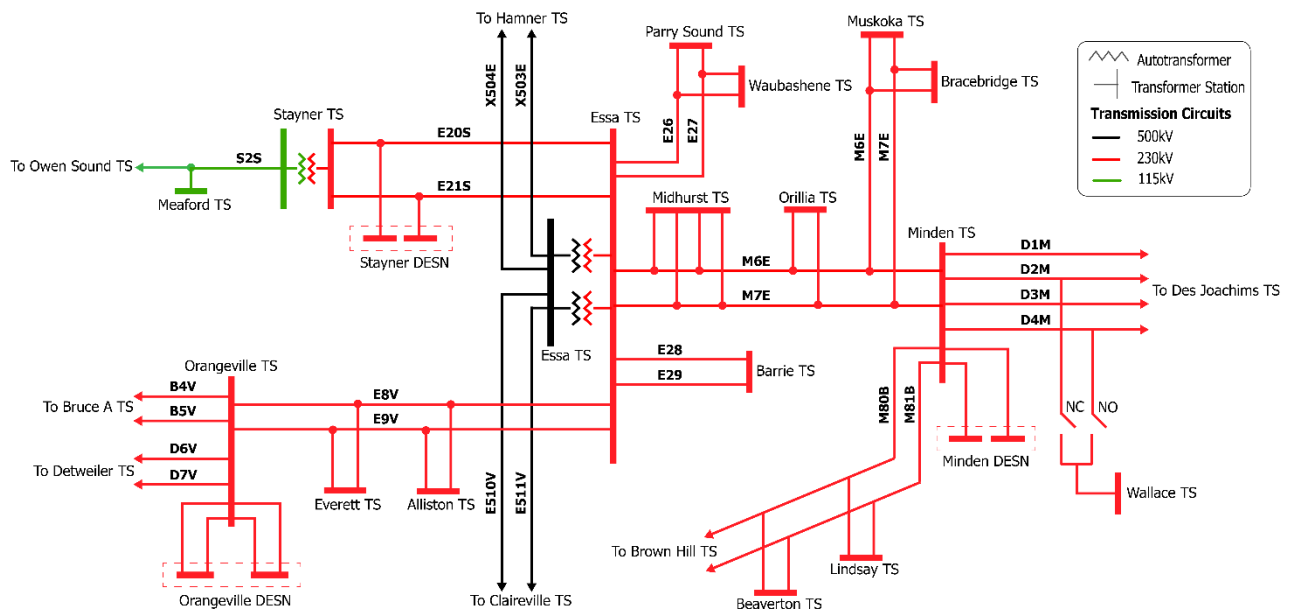 To Hamner TS
Parry Sound TS
Muskoka TS
Autotransformer
Transformer Station
Transmission Circuits
500kV
230kV
115kV
X504E
X503E
Waubashene TS
Bracebridge TS
Stayner TS
Essa TS
E20S
E26
E27
M6E
M7E
To Owen Sound TS
S2S
Meaford TS
E21S
Midhurst TS
Orillia TS
Minden TS
Stayner DESN
D1M
M6E
D2M
To Des Joachims TS
M7E
D3M
D4M
Essa TS
Orangeville TS
E28
Barrie TS
E29
B4V
To Bruce A TS
B5V
E8V
E9V
M80B
M81B
NC
NO
D6V
To Detweiler TS
D7V
Minden DESN
Everett TS
Alliston TS
E510V
E511V
Wallace TS
To Brown Hill TS
Lindsay TS
Orangeville DESN
To Claireville TS
Beaverton TS